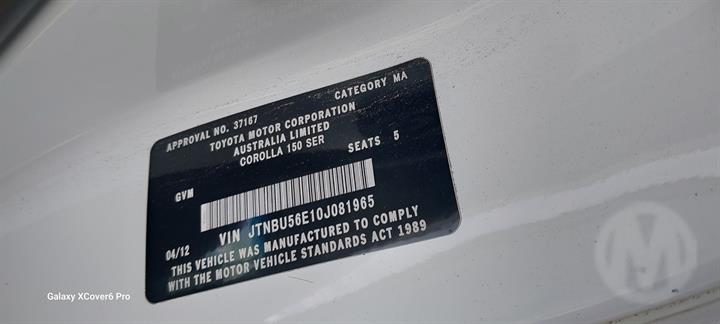 APPROVAL NO. 37167 CATEGORY MA
TOYOTA MOTOR CORPORATION
AUSTRALIA LIMITED
COROLLA 150 SER
SEATS 5
GVM
VIN JTNBU56E10J081965
04/12
THIS VEHICLE WAS MANUFACTURED TO COMPLY
WITH THE MOTOR VEHICLE STANDARDS ACT 1989
Galaxy XCover6 Pro
M